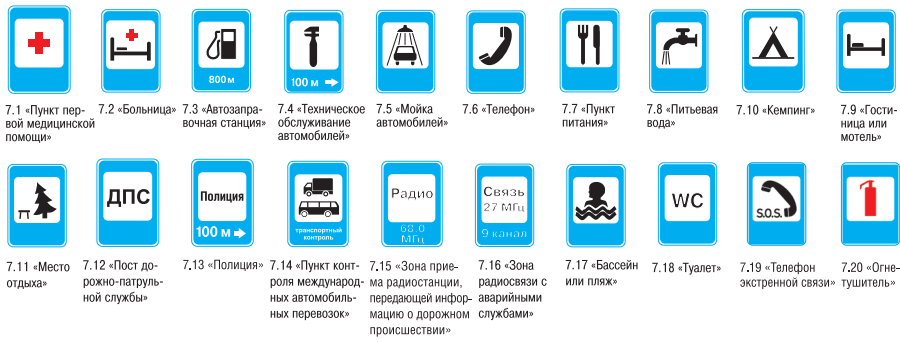 800 м
100 м
7.1 «Пункт пер-
вой медицинской
помощи»
7.2 «Больница»
7.3 «Автозапра-
вочная станция»
7.4 «Техническое
обслуживание
автомобилей»
7.5 «Мойка
автомобилей»
7.6 «Телефон»
7.7 «Пункт
питания»
7.8 «Питьевая
вода»
7.10 «Кемпинг»
7.9 «Гости-
ница или
мотель»
ДПС
Полиция
100 м
транспортный
контроль
Радио
68.0
МГц
Связь
27 МГц
9 канал
WC
S.O.S.
7.11 «Место
отдыха»
7.12 «Пост до-
рожно-патруль-
ной службы»
7.13 «Полиция»
7.14 «Пункт конт-
роля международ-
ных автомобиль-
ных перевозок»
7.15 «Зона прие-
ма радиостанции,
передающей инфор-
мацию о дорожном
происшествии»
7.16 «Зона
радиосвязи с
аварийными
службами»
7.17 «Бассейн
или пляж»
7.18 «Туалет»
7.19 «Телефон
экстренной связи»
7.20 «Огне-
тушитель»